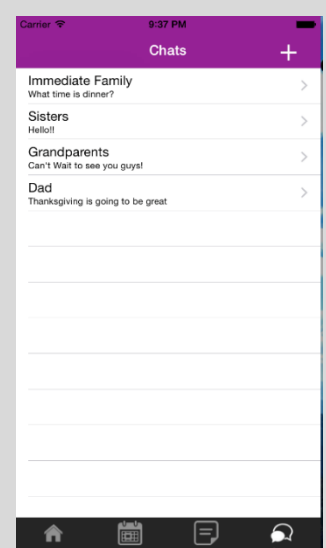 Carrier 9:37 PM
Chats +
Immediate Family
What time is dinner?
Sisters
Hello!!
Grandparents
Can't Wait to see you guys!
Dad
Thanksgiving is going to be great